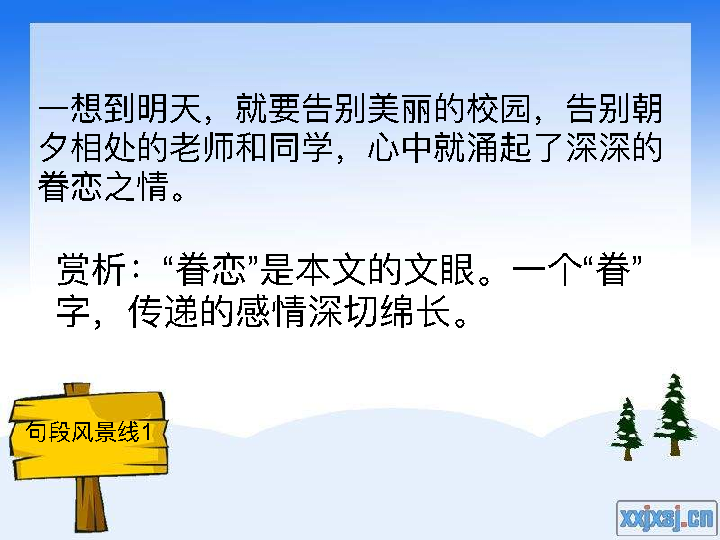 一想到明天，就要告别美丽的校园，告别朝
夕相处的老师和同学，心中就涌起了深深的
眷恋之情。
赏析：“眷恋”是本文的文眼。一个“眷”
字，传递的感情深切绵长。
句段风景线1
xxjxsj.cn